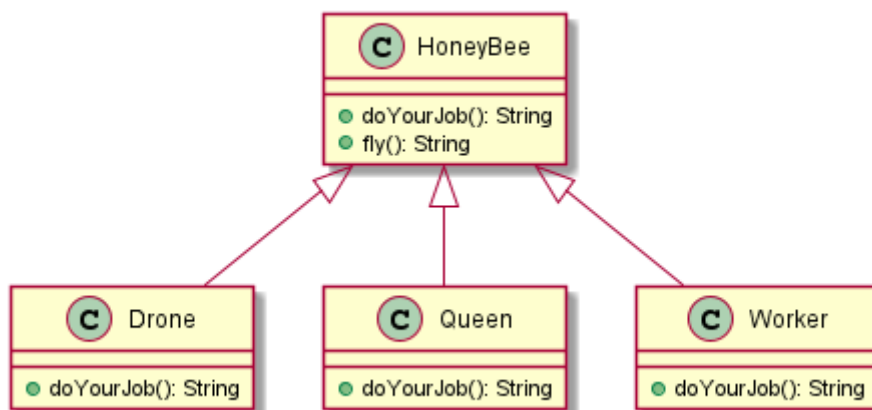 C HoneyBee
doYourJob(): String
fly(): String
C Drone
doYourJob(): String
C Queen
doYourJob(): String
C Worker
doYourJob(): String